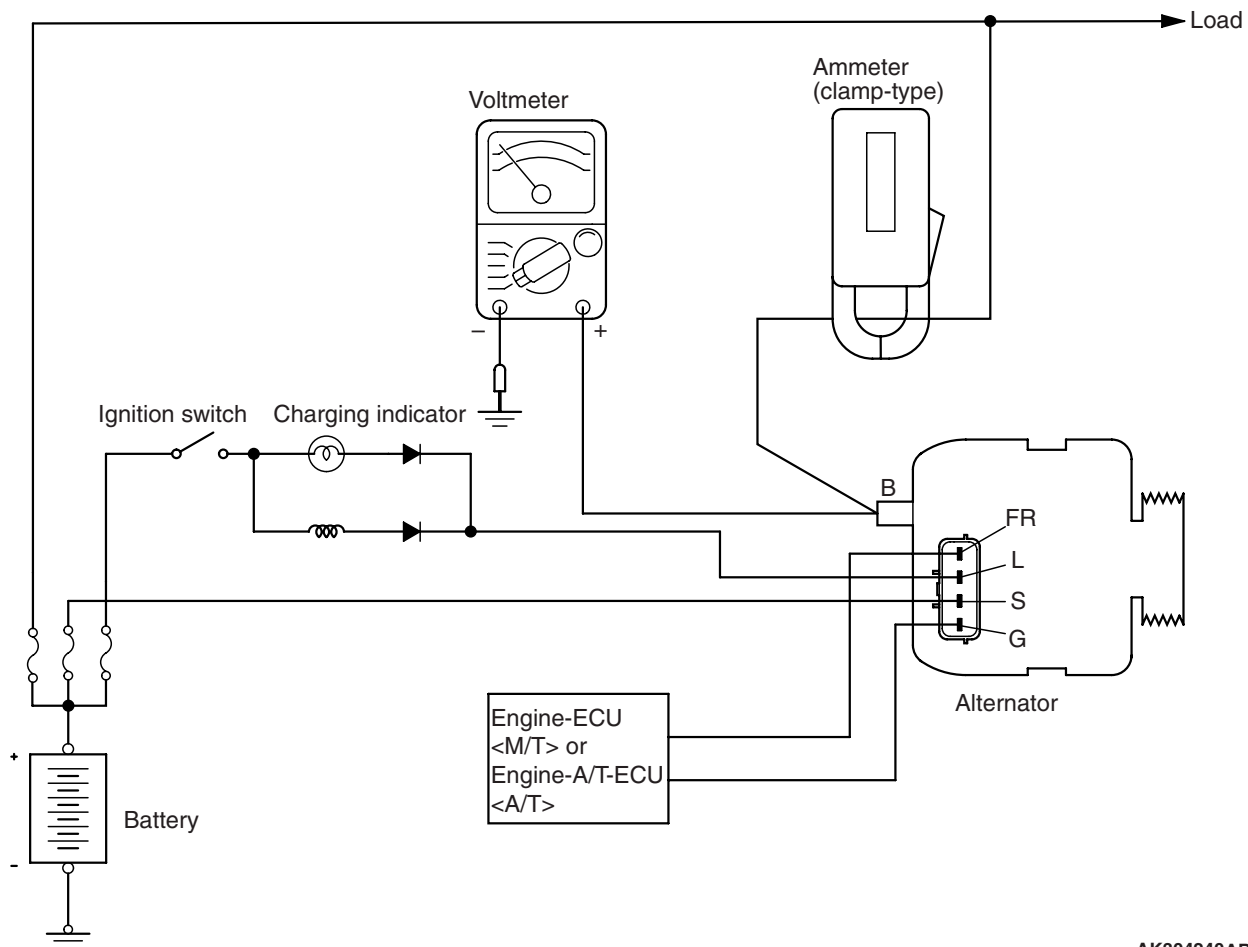 Load
Ammeter
(clamp-type)
Voltmeter
–
+
Ignition switch
Charging indicator
B
FR
L
S
G
Alternator
Engine-ECU
<M/T> or
Engine-A/T-ECU
<A/T>
+
Battery
-